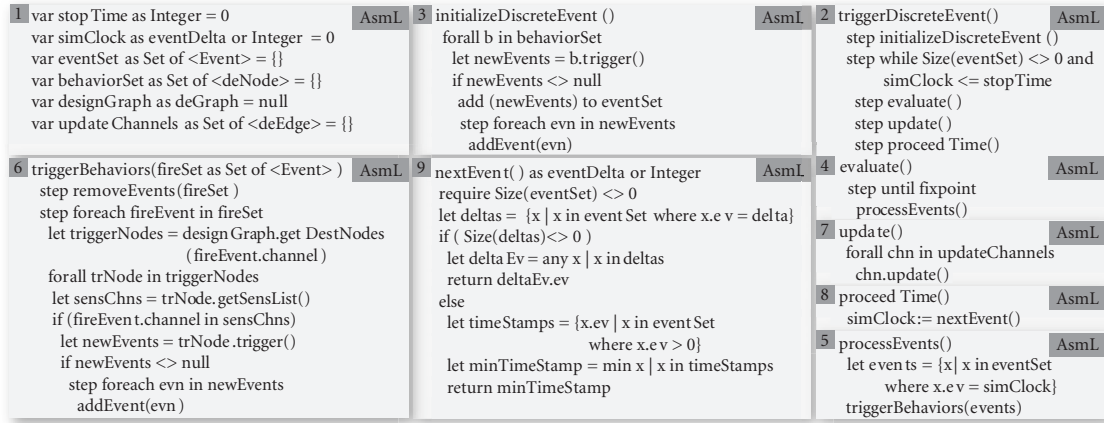 1 var stop Time as Integer = 0 AsmL
var simClock as eventDelta or Integer = 0
var eventSet as Set of <Event> = {}
var behaviorSet as Set of <deNode> = {}
var designGraph as deGraph = null
var update Channels as Set of <deEdge> = {}
3 initializeDiscreteEvent () AsmL
forall b in behaviorSet
let newEvents = b.trigger()
if newEvents <> null
add (newEvents) to eventSet
step foreach evn in newEvents
addEvent(evn)
2 triggerDiscreteEvent() AsmL
step initializeDiscreteEvent ()
step while Size(eventSet) <> 0 and
simClock <= stopTime
step evaluate( )
step update()
step proceed Time()
6 triggerBehaviors(fireSet as Set of <Event> ) AsmL
step removeEvents(fireSet )
step foreach fireEvent in fireSet
let triggerNodes = design Graph.get DestNodes
(fireEvent.channel )
forall trNode in triggerNodes
let sensChns = trNode.getSensList()
if (fireEvent.channel in sensChns)
let newEvents = trNode .trigger()
if newEvents <> null
step foreach evn in newEvents
addEvent(evn )
9 nextEvent( ) as eventDelta or Integer AsmL
require Size(eventSet) <> 0
let deltas = {x | x in event Set where x.e v = delta}
if ( Size(deltas)<> 0 )
let delta Ev = any x | x in deltas
return deltaEv.ev
else
let timeStamps = {x.ev | x in event Set
where x.e v > 0}
let minTimeStamp = min x | x in timeStamps
return minTimeStamp
4 evaluate() AsmL
step until fixpoint
processEvents()
7 update() AsmL
forall chn in updateChannels
chn.update()
8 proceed Time() AsmL
simClock:= nextEvent()
5 processEvents() AsmL
let events = {x| x in eventSet
where x.e v = simClock}
triggerBehaviors(events)